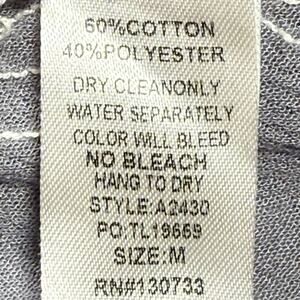 60%COTTON
40%POLYESTER
DRY CLEANONLY
WATER SEPARATELY
COLOR WILL BLEED
NO BLEACH
HANG TO DRY
STYLE:A2430
PO:TL19669
SIZE:M
RN#130733